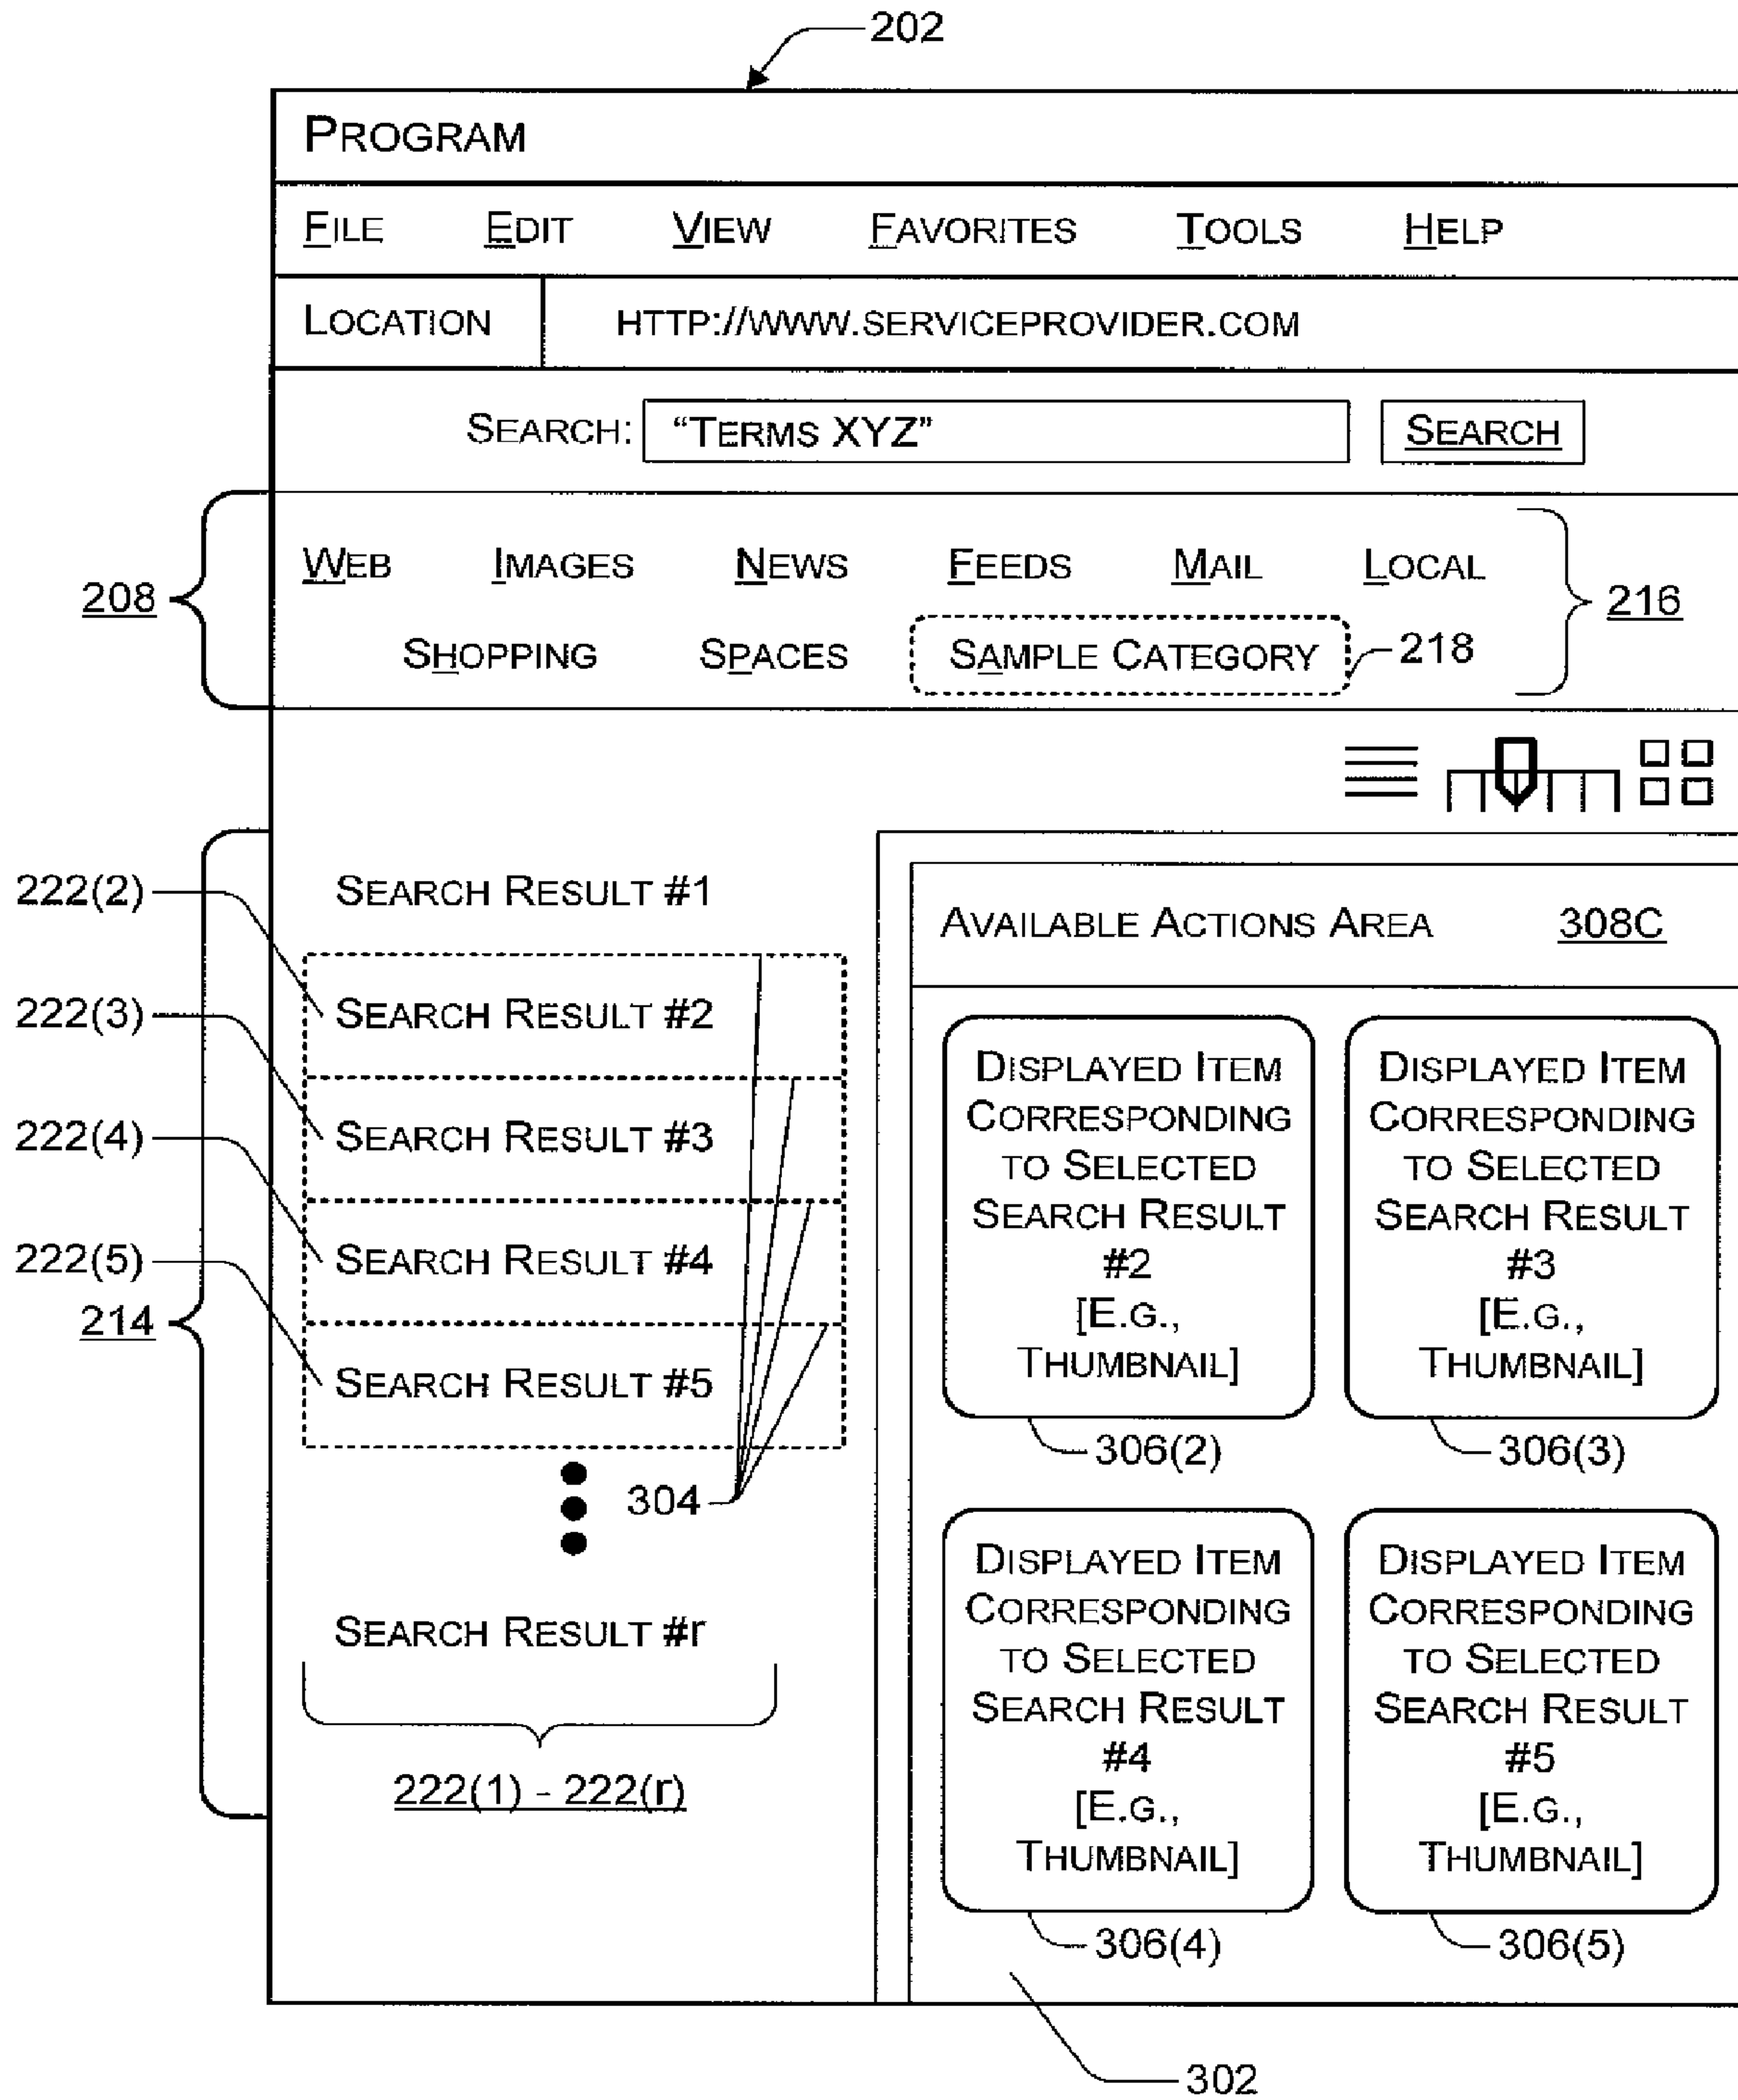 202
PROGRAM
FILE EDIT VIEW FAVORITES TOOLS HELP
LOCATION HTTP://WWW.SERVICEPROVIDER.COM
SEARCH: "TERMS XYZ" SEARCH
WEB IMAGES NEWS FEEDS MAIL LOCAL
208 216
SHOPPING SPACES SAMPLE CATEGORY 218
222(2) SEARCH RESULT #1
AVAILABLE ACTIONS AREA 308C
222(3) SEARCH RESULT #2
222(4) SEARCH RESULT #3
222(5) SEARCH RESULT #4
214
SEARCH RESULT #5
304
SEARCH RESULT #r
222(1) - 222(r)
DISPLAYED ITEM
CORRESPONDING
TO SELECTED
SEARCH RESULT
#2
[E.G.,
THUMBNAIL]
306(2)
DISPLAYED ITEM
CORRESPONDING
TO SELECTED
SEARCH RESULT
#3
[E.G.,
THUMBNAIL]
306(3)
DISPLAYED ITEM
CORRESPONDING
TO SELECTED
SEARCH RESULT
#4
[E.G.,
THUMBNAIL]
306(4)
DISPLAYED ITEM
CORRESPONDING
TO SELECTED
SEARCH RESULT
#5
[E.G.,
THUMBNAIL]
306(5)
302